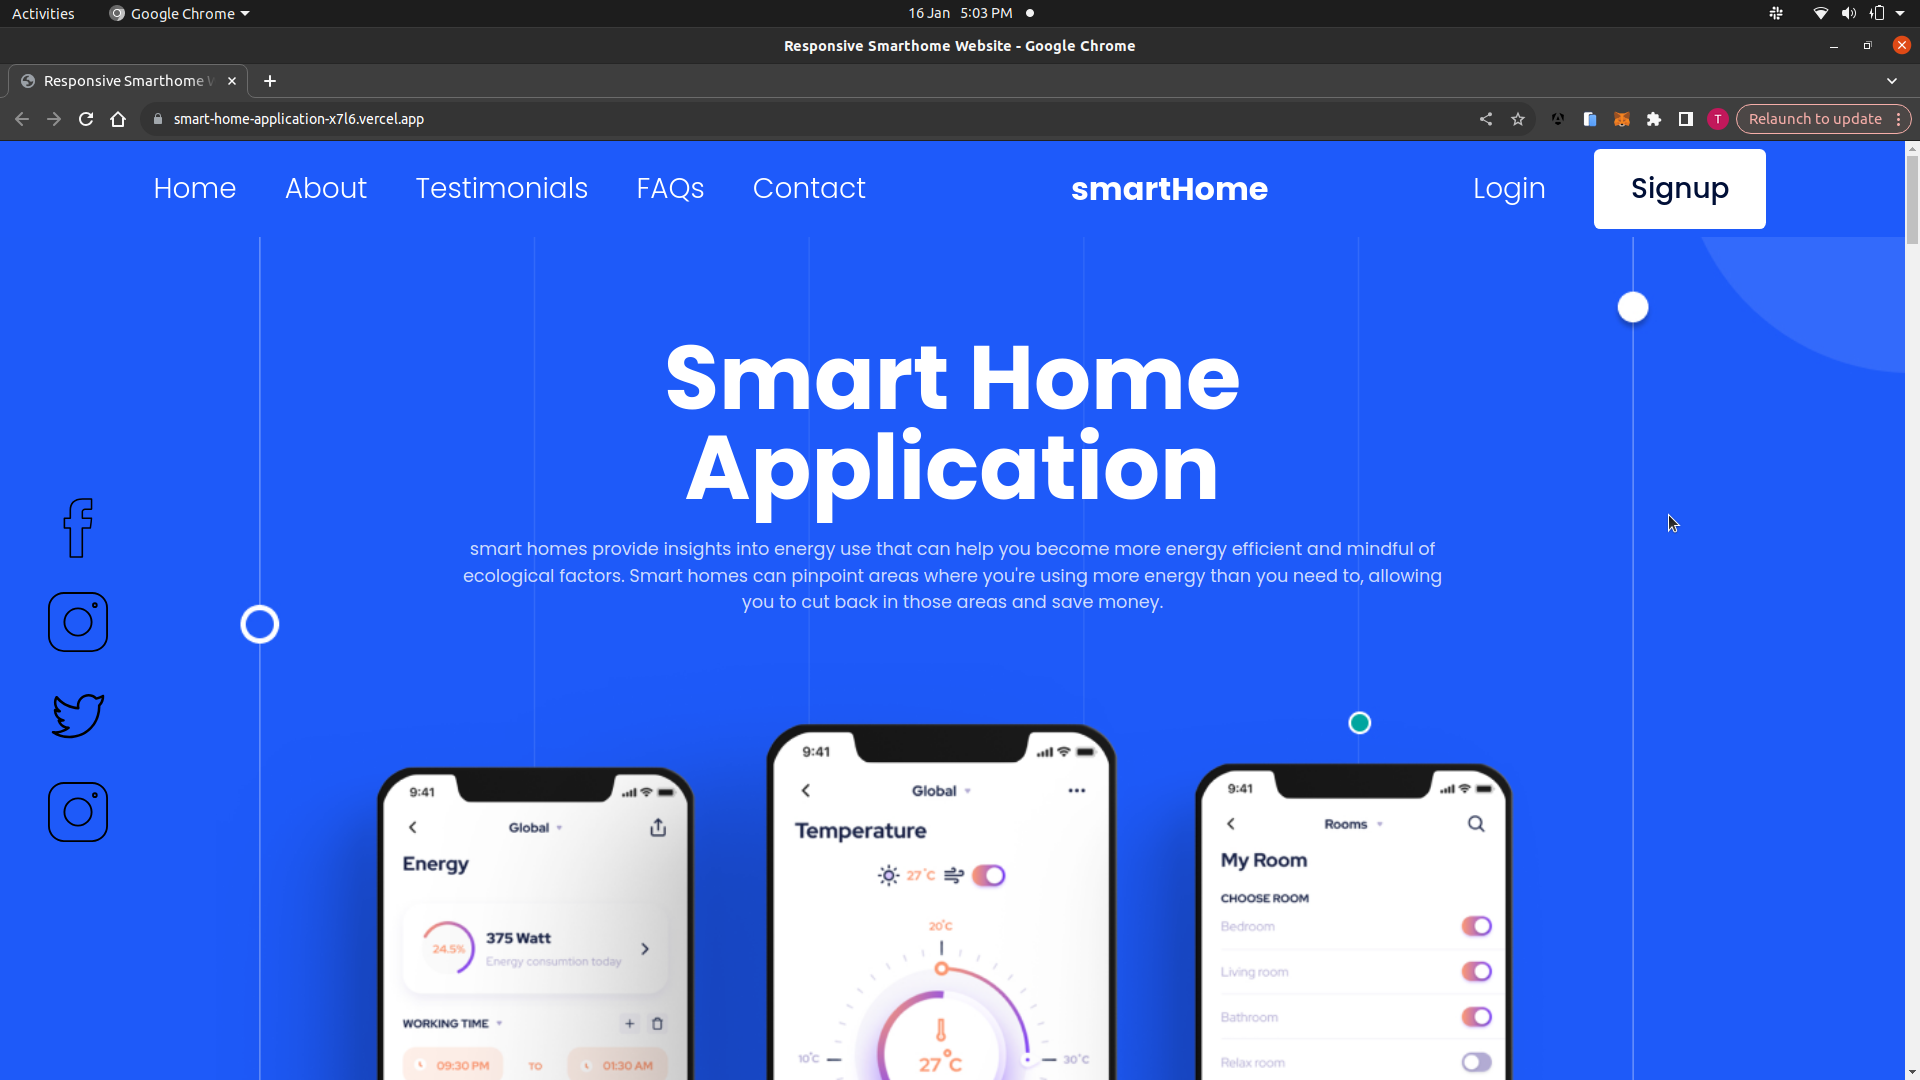 Activities
Google Chrome
16 Jan 5:03 PM
Responsive Smarthome Website - Google Chrome
Responsive Smarthome W
smart-home-application-x7l6.vercel.app
T
Relaunch to update
Home
About
Testimonials
FAQs
Contact
smartHome
Login
Signup
Smart Home
Application
smart homes provide insights into energy use that can help you become more energy efficient and mindful of
ecological factors. Smart homes can pinpoint areas where you're using more energy than you need to, allowing
you to cut back in those areas and save money.
9:41
Global
Energy
24.5%
375 Watt
Energy consumtion today
WORKING TIME
09:30 PM
TO
01:30 AM
9:41
Global
Temperature
27°C
20°C
10°C
30°C
27°C
9:41
Rooms
My Room
CHOOSE ROOM
Bedroom
Living room
Bathroom
Relax room